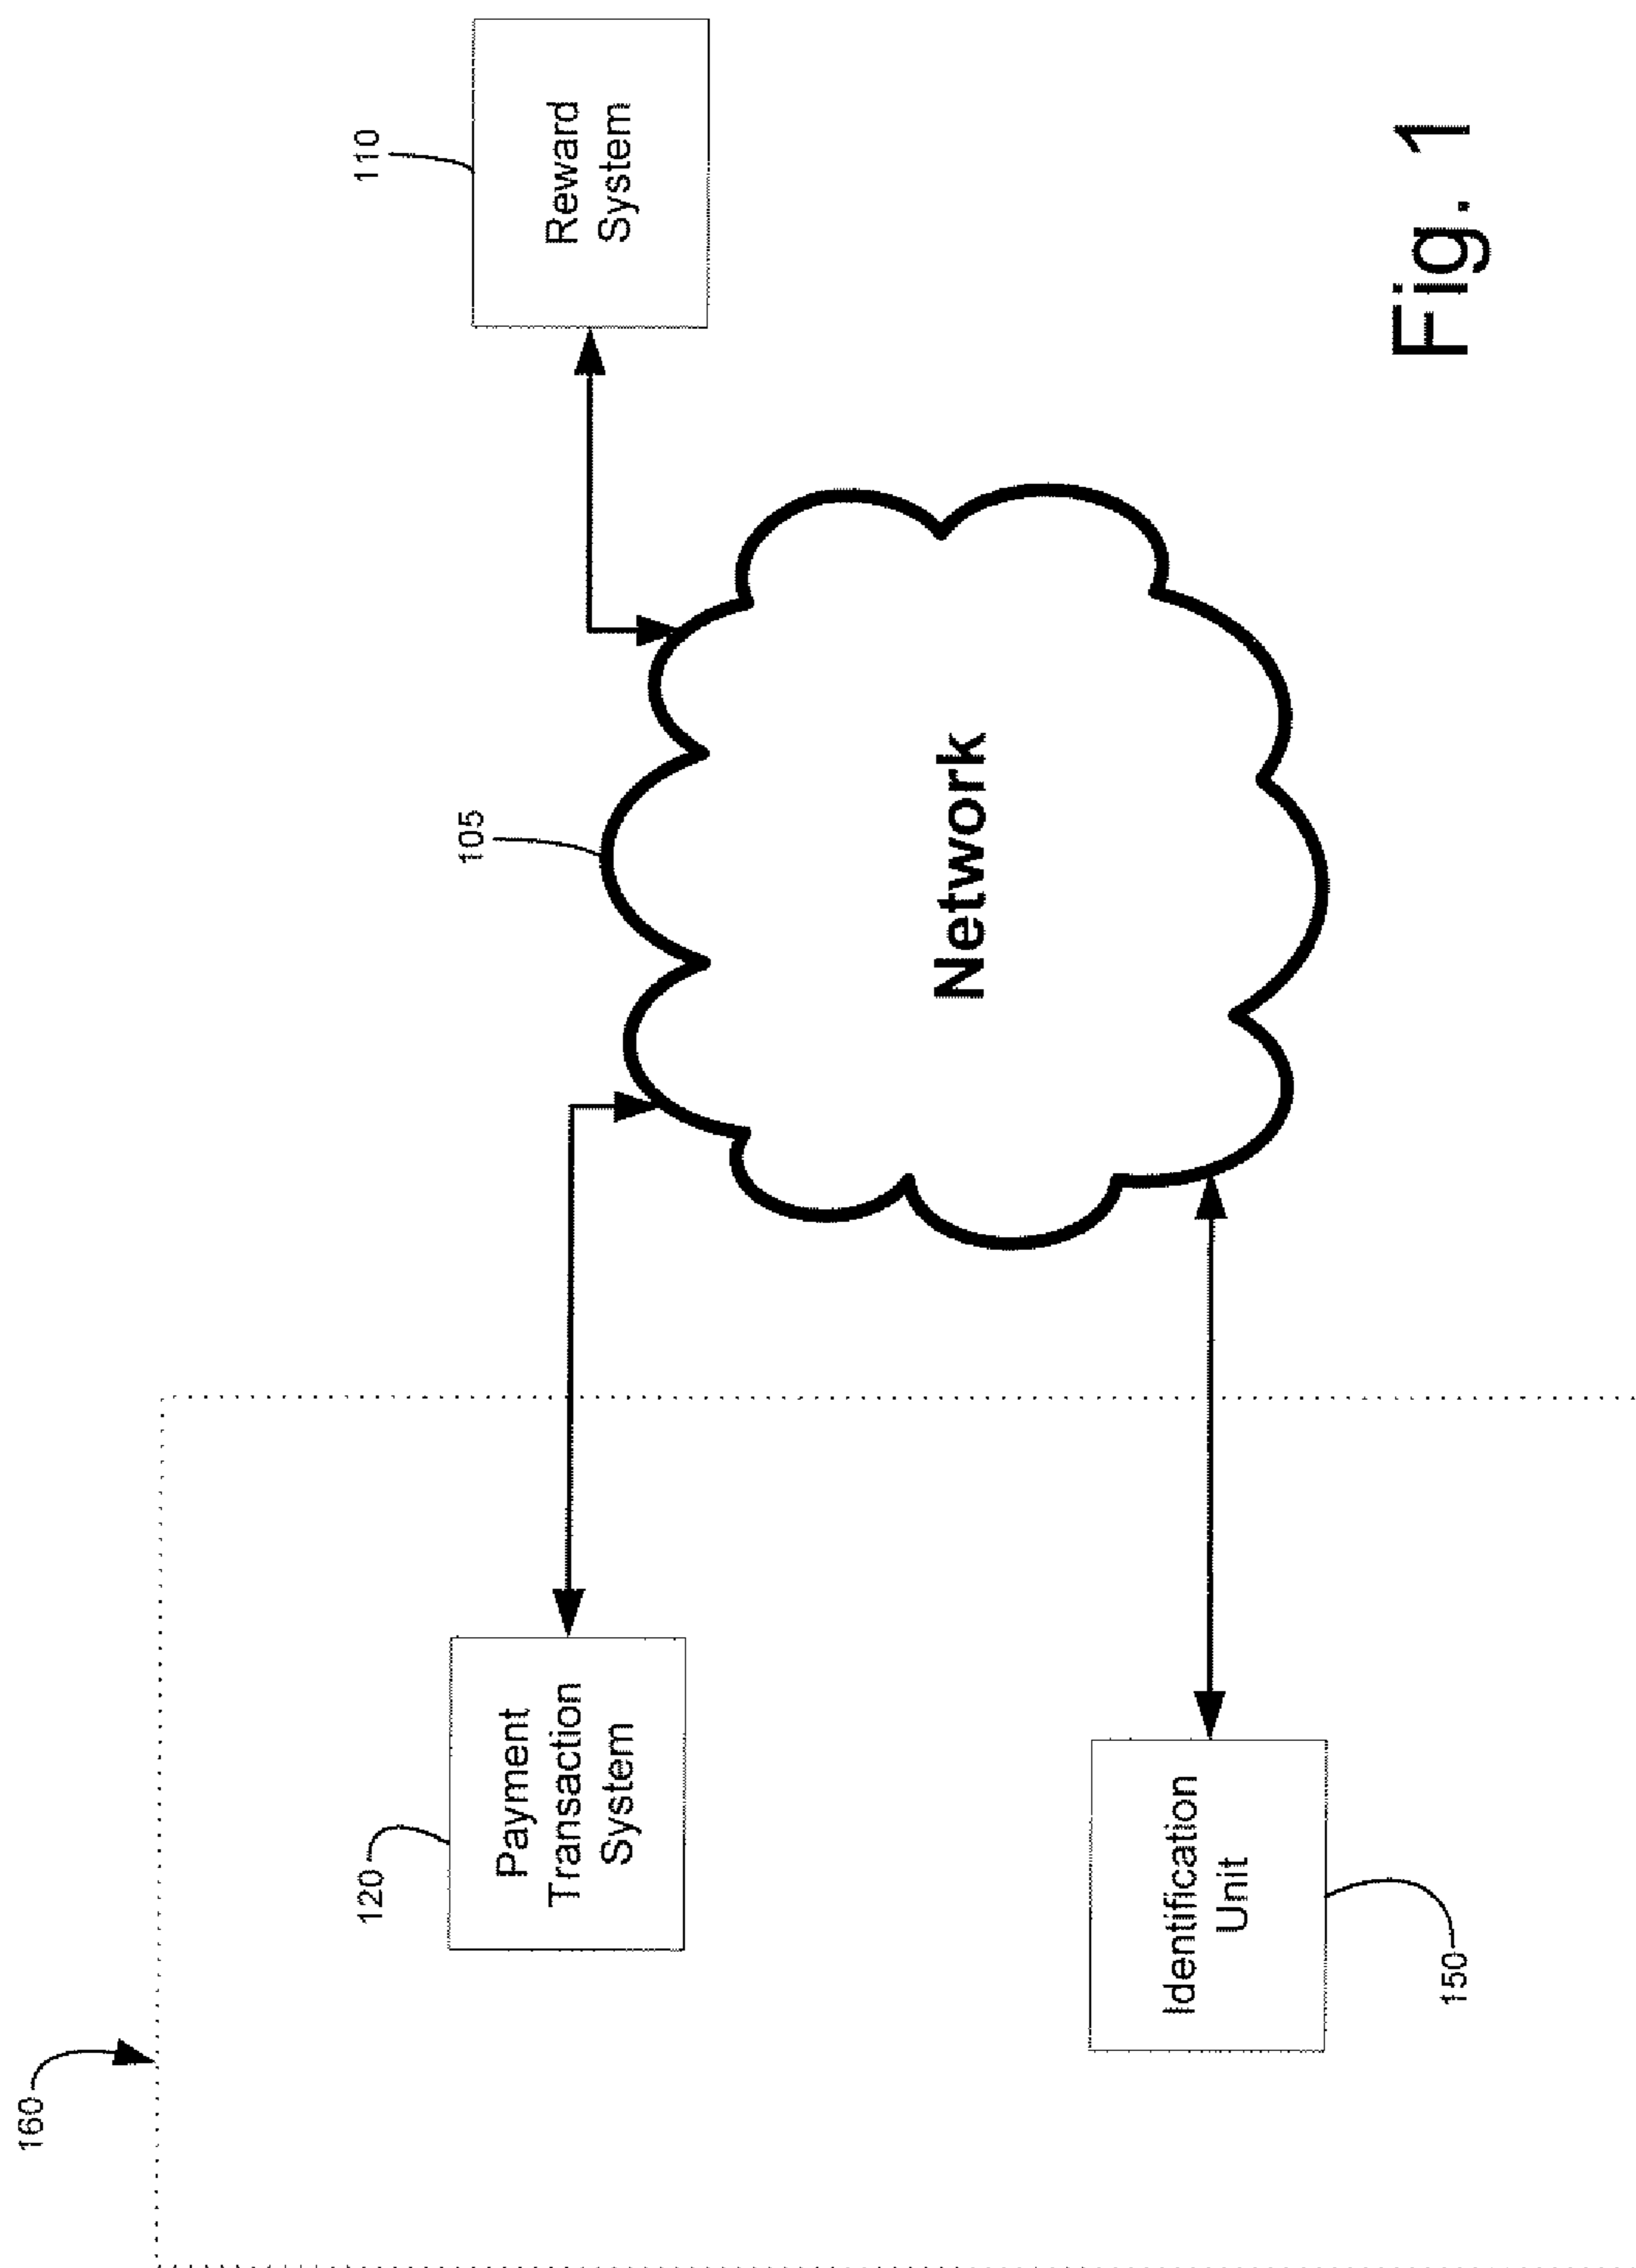 160
120
Payment
Transaction
System
105
110
Reward
System
Network
Identification
Unit
150
Fig. 1